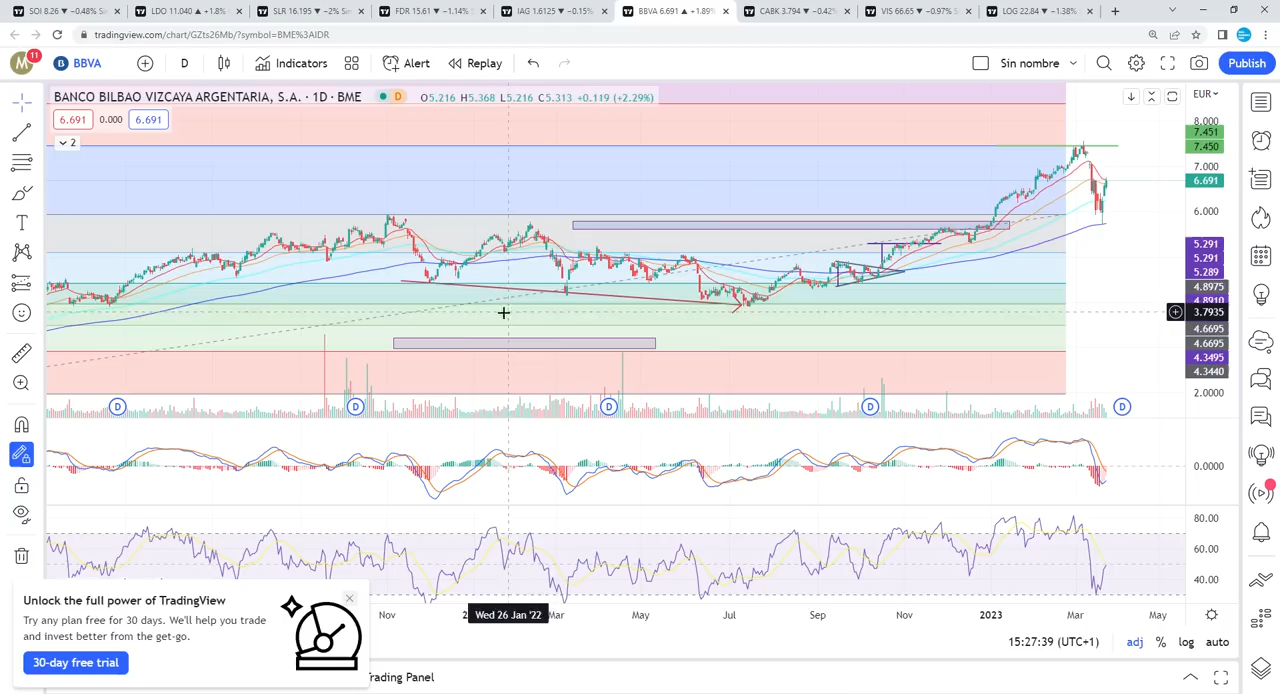 SOI 8.26 ▼ −0.48% Si
LDO 11.040 ▲ +1.8%
SLR 16.195 ▼ −2% Sin
FDR 15.61 ▼ −1.14% S
IAG 1.6125 ▼ −0.15%
BBVA 6.691 ▲ +1.89%
CABK 3.794 ▼ −0.42%
VIS 66.65 ▼ −0.97% S
LOG 22.84 ▼ −1.38%
tradingview.com/chart/GZts26Mb/?symbol=BME%3AIDR
M 11
B BBVA
D
Indicators
Alert
Replay
Sin nombre
Publish
BANCO BILBAO VIZCAYA ARGENTARIA, S.A. · 1D · BME
D
O5.216 H5.368 L5.216 C5.313 +0.119 (+2.29%)
EUR
6.691 0.000 6.691
2
8.000
7.451
7.450
7.000
6.691
6.000
5.291
5.291
5.289
4.8975
4.8910
3.7935
4.6695
4.6695
4.3495
4.3440
2.0000
D D D D D
0.0000
80.00
60.00
40.00
Nov
Wed 26 Jan '22
Mar
May
Jul
Sep
Nov
2023
Mar
May
Unlock the full power of TradingView
Try any plan free for 30 days. We'll help you trade
and invest better from the get-go.
30-day free trial
15:27:39 (UTC+1)
adj % log auto
Trading Panel